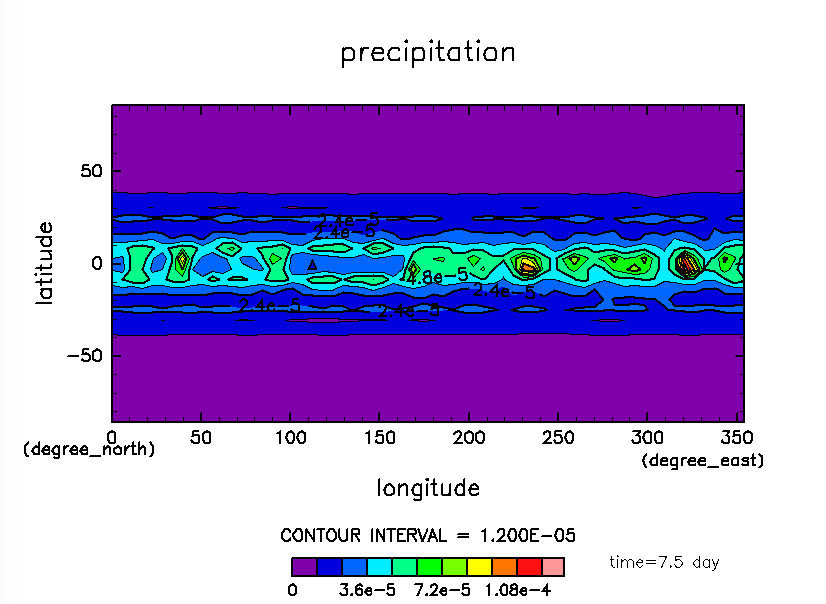 precipitation
50
0
-50
latitude
2.4e-5
2.4e-5
4.8e-5
2.4e-5
2.4e-5
2.4e-5
0 50 100 150 200 250 300 350
(degree_north)
(degree_east)
longitude
CONTOUR INTERVAL = 1.200E-05
time=7.5 day
0 3.6e-5 7.2e-5 1.08e-4